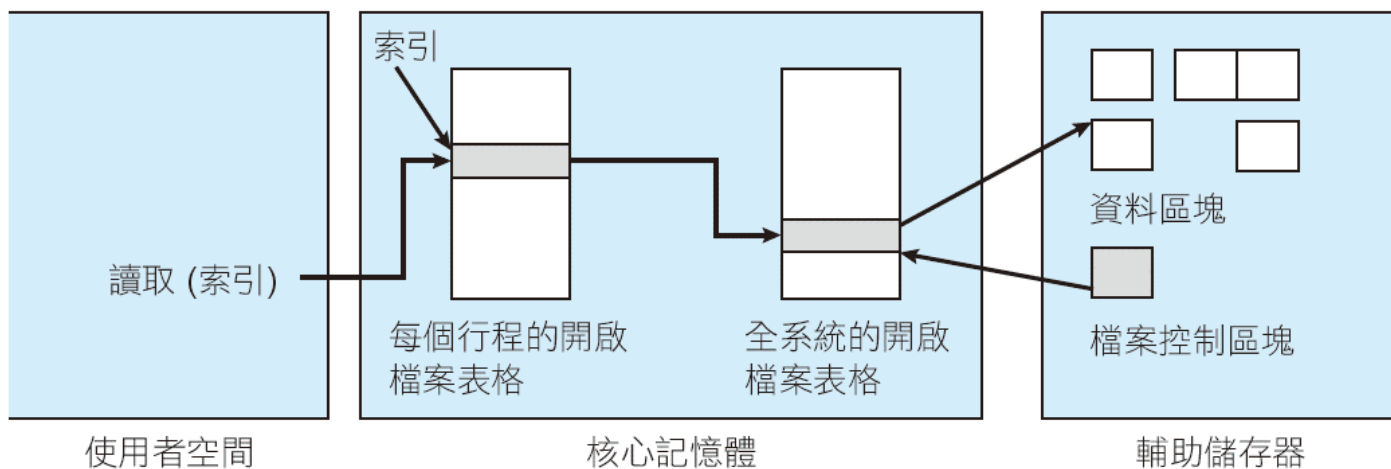 索引
讀取 (索引)
每個行程的開啟
檔案表格
全系統的開啟
檔案表格
資料區塊
檔案控制區塊
使用者空間
核心記憶體
輔助儲存器